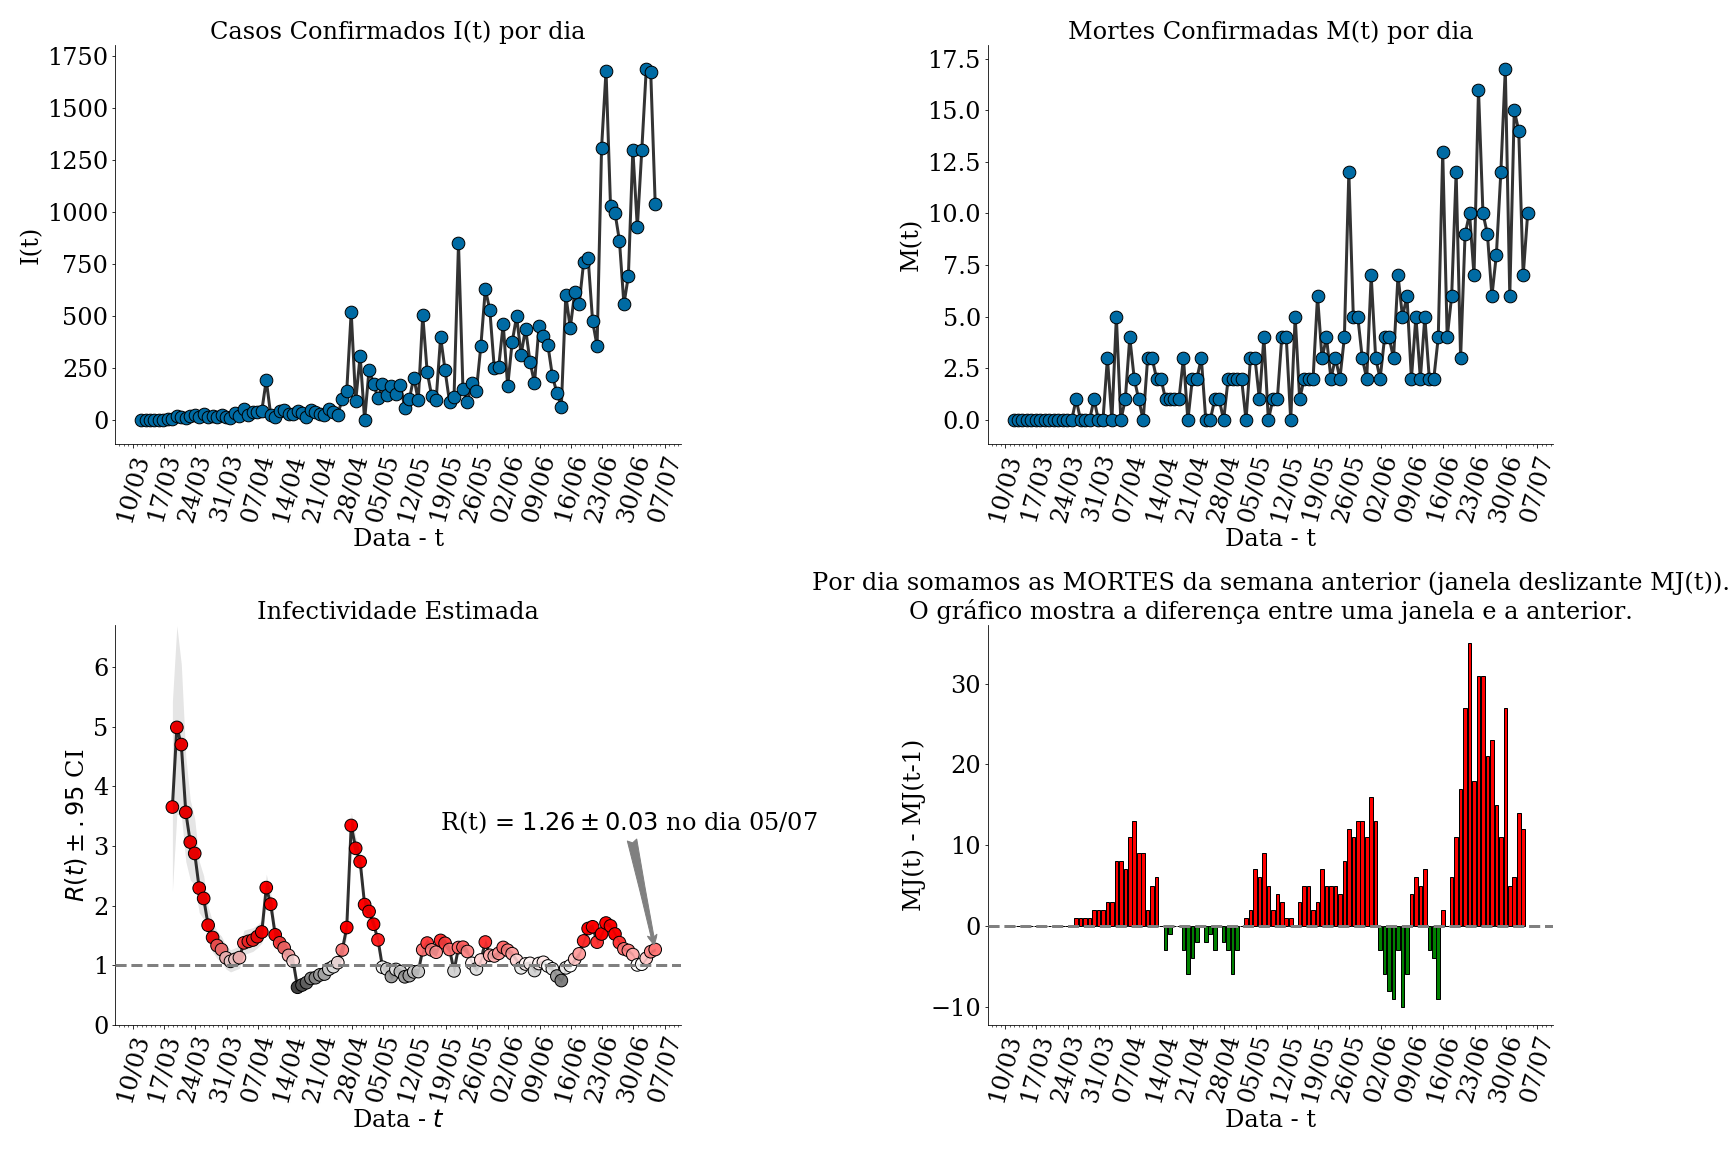 Casos Confirmados I(t) por dia
1750
1500
1250
1000
750
500
250
0
I(t)
10/03 17/03 24/03 31/03 07/04 14/04 21/04 28/04 05/05 12/05 19/05 26/05 02/06 09/06 16/06 23/06 30/06 07/07
Data - t
Mortes Confirmadas M(t) por dia
17.5
15.0
12.5
10.0
7.5
5.0
2.5
0.0
M(t)
10/03 17/03 24/03 31/03 07/04 14/04 21/04 28/04 05/05 12/05 19/05 26/05 02/06 09/06 16/06 23/06 30/06 07/07
Data - t
Infectividade Estimada
6
5
4
3
2
1
0
R(t) ± .95 CI
R(t) = 1.26 ± 0.03 no dia 05/07
10/03 17/03 24/03 31/03 07/04 14/04 21/04 28/04 05/05 12/05 19/05 26/05 02/06 09/06 16/06 23/06 30/06 07/07
Data - t
Por dia somamos as MORTES da semana anterior (janela deslizante MJ(t)).
O gráfico mostra a diferença entre uma janela e a anterior.
30
20
10
0
−10
MJ(t) - MJ(t-1)
10/03 17/03 24/03 31/03 07/04 14/04 21/04 28/04 05/05 12/05 19/05 26/05 02/06 09/06 16/06 23/06 30/06 07/07
Data - t